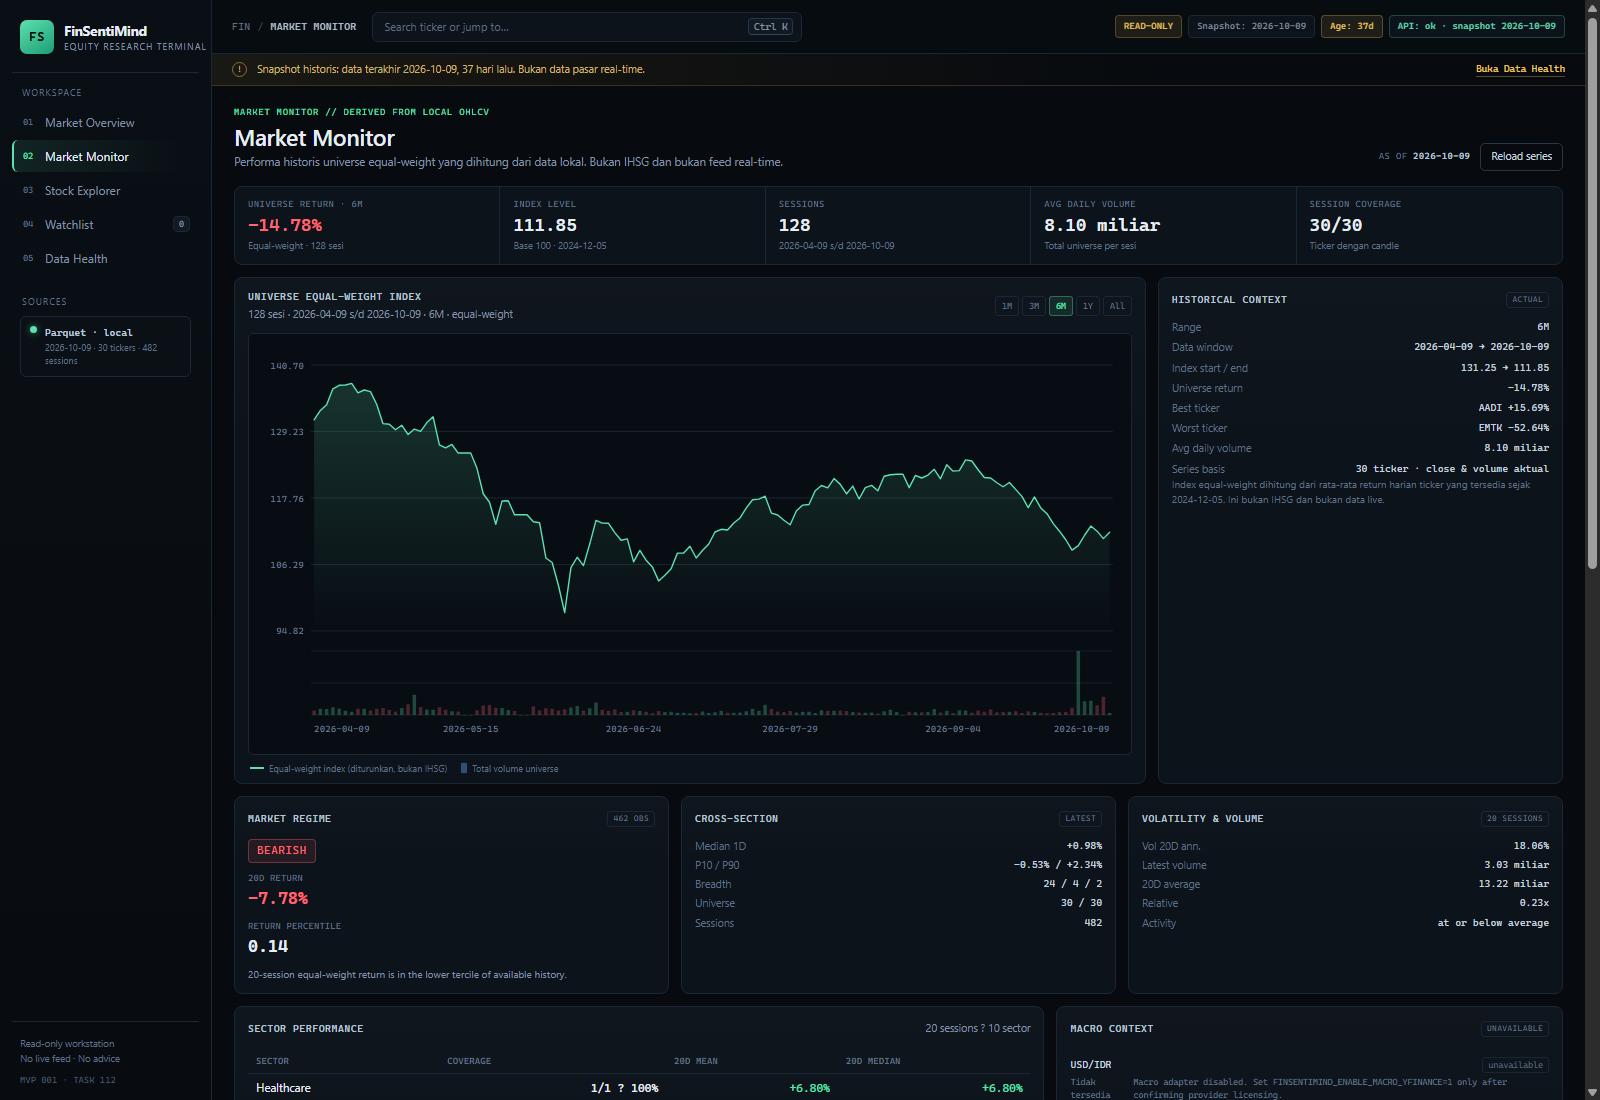 FS
FinSentiMind
EQUITY RESEARCH TERMINAL
WORKSPACE
01 Market Overview
02 Market Monitor
03 Stock Explorer
04 Watchlist 0
05 Data Health
SOURCES
Parquet · local
2026-10-09 · 30 tickers · 482
sessions
Read-only workstation
No live feed · No advice
MVP 001 · TASK 112
FIN / MARKET MONITOR
Search ticker or jump to...
Ctrl K
READ-ONLY
Snapshot: 2026-10-09
Age: 37d
API: ok · snapshot 2026-10-09
! Snapshot historis: data terakhir 2026-10-09, 37 hari lalu. Bukan data pasar real-time.
Buka Data Health
MARKET MONITOR // DERIVED FROM LOCAL OHLCV
Market Monitor
Performa historis universe equal-weight yang dihitung dari data lokal. Bukan IHSG dan bukan feed real-time.
AS OF 2026-10-09
Reload series
UNIVERSE RETURN · 6M
−14.78%
Equal-weight · 128 sesi
INDEX LEVEL
111.85
Base 100 · 2024-12-05
SESSIONS
128
2026-04-09 s/d 2026-10-09
AVG DAILY VOLUME
8.10 miliar
Total universe per sesi
SESSION COVERAGE
30/30
Ticker dengan candle
UNIVERSE EQUAL-WEIGHT INDEX
128 sesi · 2026-04-09 s/d 2026-10-09 · 6M · equal-weight
1M 3M 6M 1Y All
140.70
129.23
117.76
106.29
94.82
2026-04-09 2026-05-15 2026-06-24 2026-07-29 2026-09-04 2026-10-09
Equal-weight index (diturunkan, bukan IHSG) Total volume universe
HISTORICAL CONTEXT ACTUAL
Range 6M
Data window 2026-04-09 → 2026-10-09
Index start / end 131.25 → 111.85
Universe return −14.78%
Best ticker AADI +15.69%
Worst ticker EMTK −52.64%
Avg daily volume 8.10 miliar
Series basis 30 ticker · close & volume aktual
Index equal-weight dihitung dari rata-rata return harian ticker yang tersedia sejak
2024-12-05. Ini bukan IHSG dan bukan data live.
MARKET REGIME 462 OBS
BEARISH
20D RETURN
−7.78%
RETURN PERCENTILE
0.14
20-session equal-weight return is in the lower tercile of available history.
CROSS-SECTION LATEST
Median 1D +0.98%
P10 / P90 −0.53% / +2.34%
Breadth 24 / 4 / 2
Universe 30 / 30
Sessions 482
VOLATILITY & VOLUME 20 SESSIONS
Vol 20D ann. 18.06%
Latest volume 3.03 miliar
20D average 13.22 miliar
Relative 0.23x
Activity at or below average
SECTOR PERFORMANCE 20 sessions ? 10 sector
SECTOR COVERAGE 20D MEAN 20D MEDIAN
Healthcare 1/1 ? 100% +6.80% +6.80%
MACRO CONTEXT UNAVAILABLE
USD/IDR unavailable
Tidak Macro adapter disabled. Set FINSENTIMIND_ENABLE_MACRO_YFINANCE=1 only after
tersedia confirming provider licensing.